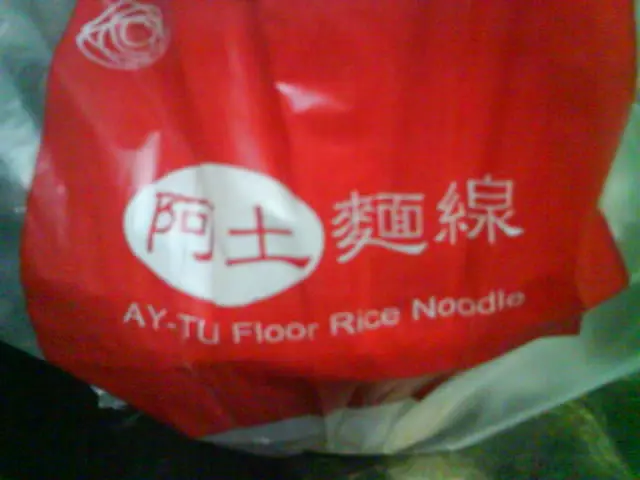 阿土麵線
AY-TU Floor Rice Noodle